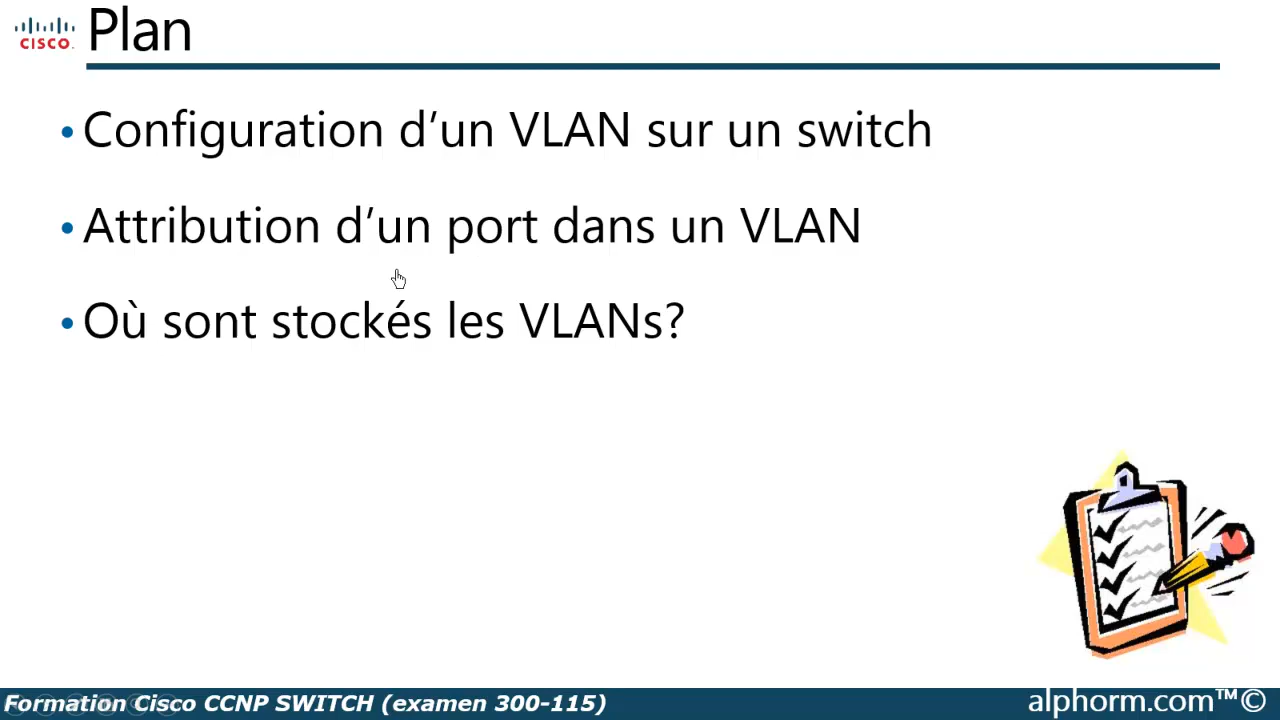 CISCO
Plan
• Configuration d’un VLAN sur un switch
• Attribution d’un port dans un VLAN
• Où sont stockés les VLANs?
Formation Cisco CCNP SWITCH (examen 300-115)
alphorm.com™©